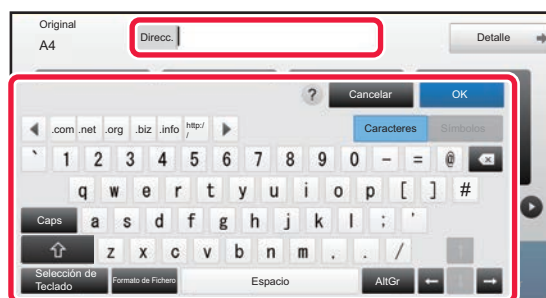 Original
A4
Direcc.
Detalle
?
Cancelar
OK
.com .net .org .biz .info http://
Caracteres
Símbolos
` 1 2 3 4 5 6 7 8 9 0 - = @
q w e r t y u i o p [ ] #
Caps a s d f g h j k l ; '
z x c v b n m . . /
Selección de Teclado
Formato de Fichero
Espacio
AltGr